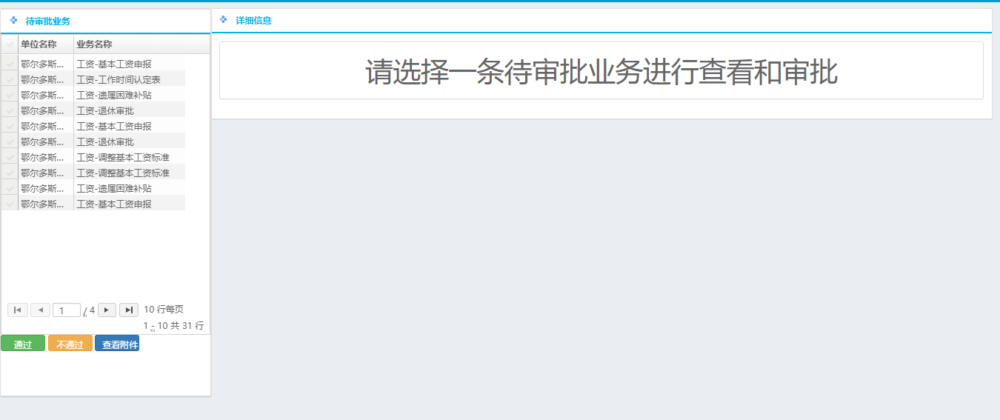 待审批业务
单位名称 业务名称
鄂尔多斯... 工资-基本工资申报
鄂尔多斯... 工资-工作时间认定表
鄂尔多斯... 工资-遗属困难补贴
鄂尔多斯... 工资-退休审批
鄂尔多斯... 工资-基本工资申报
鄂尔多斯... 工资-退休审批
鄂尔多斯... 工资-调整基本工资标准
鄂尔多斯... 工资-调整基本工资标准
鄂尔多斯... 工资-遗属困难补贴
鄂尔多斯... 工资-基本工资申报
1 / 4 10 行每页
1 - 10 共 31 行
通过 不通过 查看附件
详细信息
请选择一条待审批业务进行查看和审批